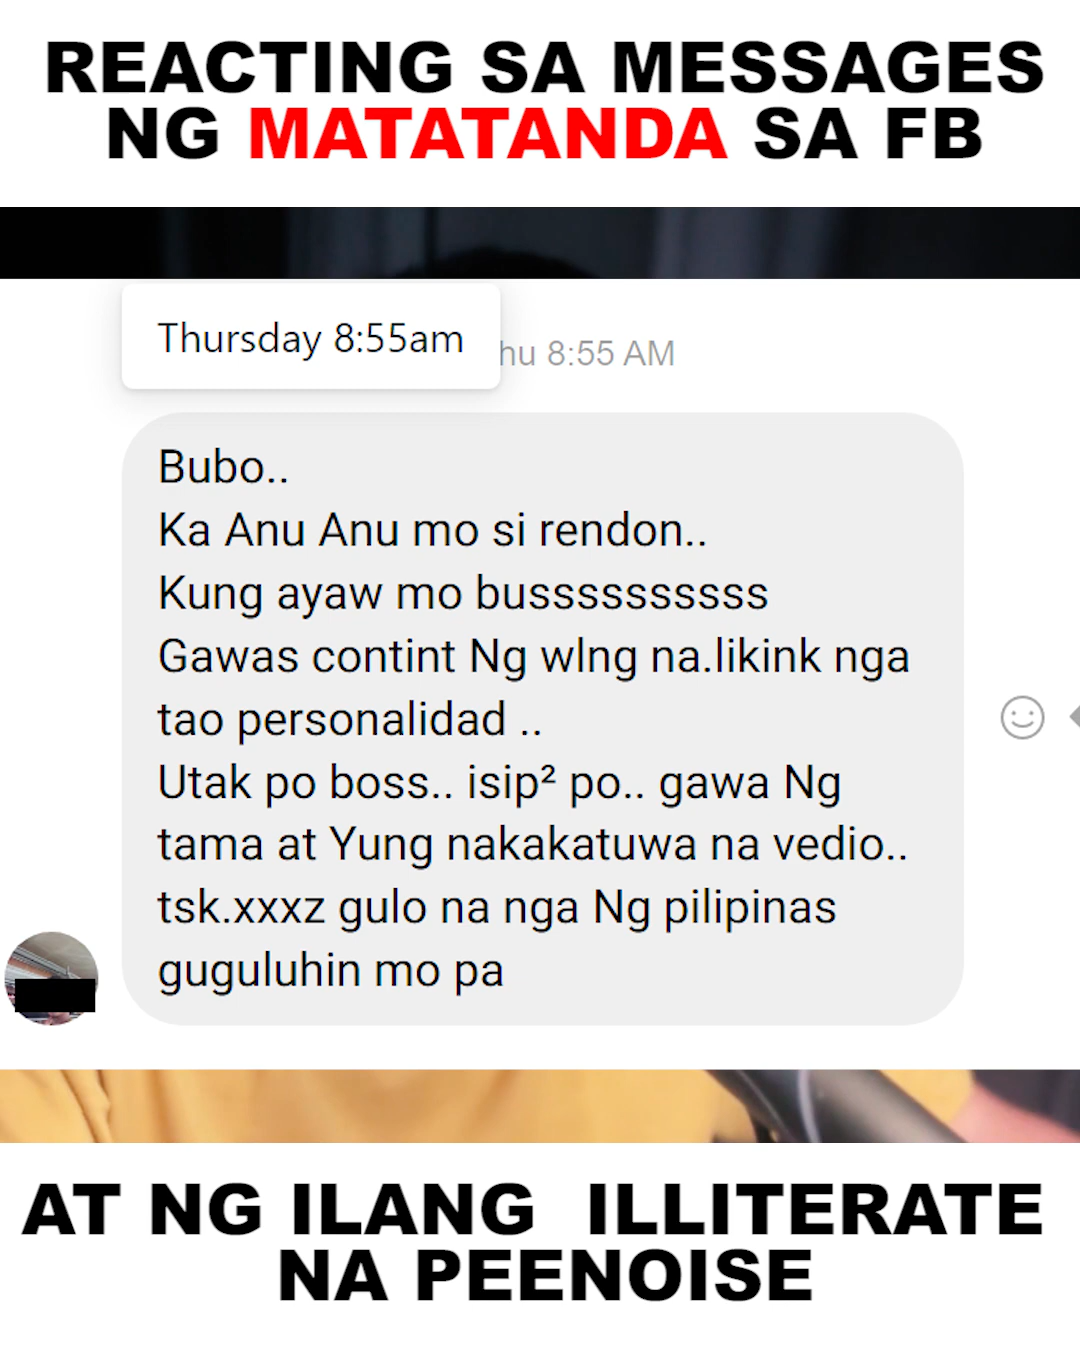 REACTING SA MESSAGES
NG MATATANDA SA FB
Thursday 8:55am
hu 8:55 AM
Bubo..
Ka Anu Anu mo si rendon..
Kung ayaw mo busssssssssss
Gawas contint Ng wlng na.likink nga
tao personalidad ..
Utak po boss.. isip² po.. gawa Ng
tama at Yung nakakatuwa na vedio..
tsk.xxxz gulo na nga Ng pilipinas
guguluhin mo pa
AT NG ILANG ILLITERATE
NA PEENOISE